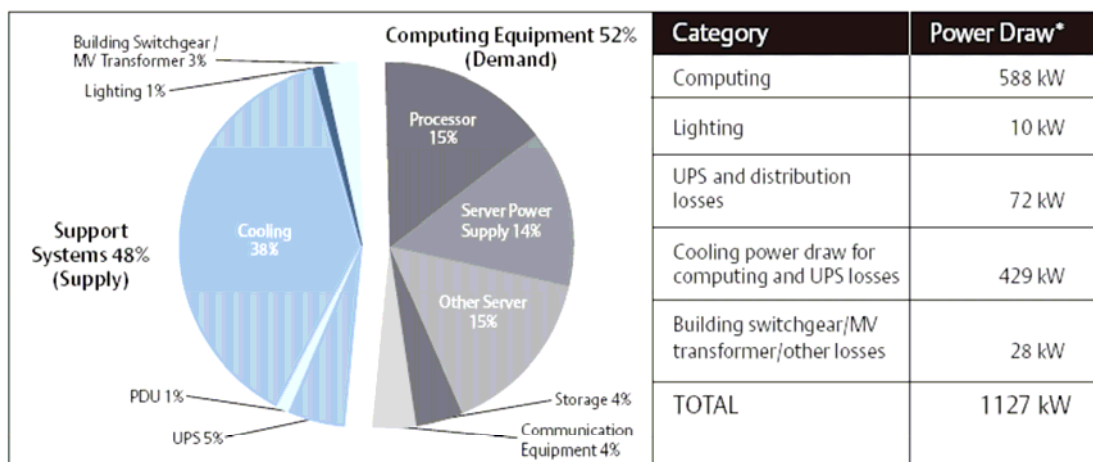 Building Switchgear /
MV Transformer 3%
Lighting 1%
Computing Equipment 52%
(Demand)
Processor
15%
Server Power
Supply 14%
Other Server
15%
Storage 4%
Communication
Equipment 4%
Support
Systems 48%
(Supply)
Cooling
38%
PDU 1%
UPS 5%
Category Power Draw*
Computing 588 kW
Lighting 10 kW
UPS and distribution
losses 72 kW
Cooling power draw for
computing and UPS losses 429 kW
Building switchgear/MV
transformer/other losses 28 kW
TOTAL 1127 kW